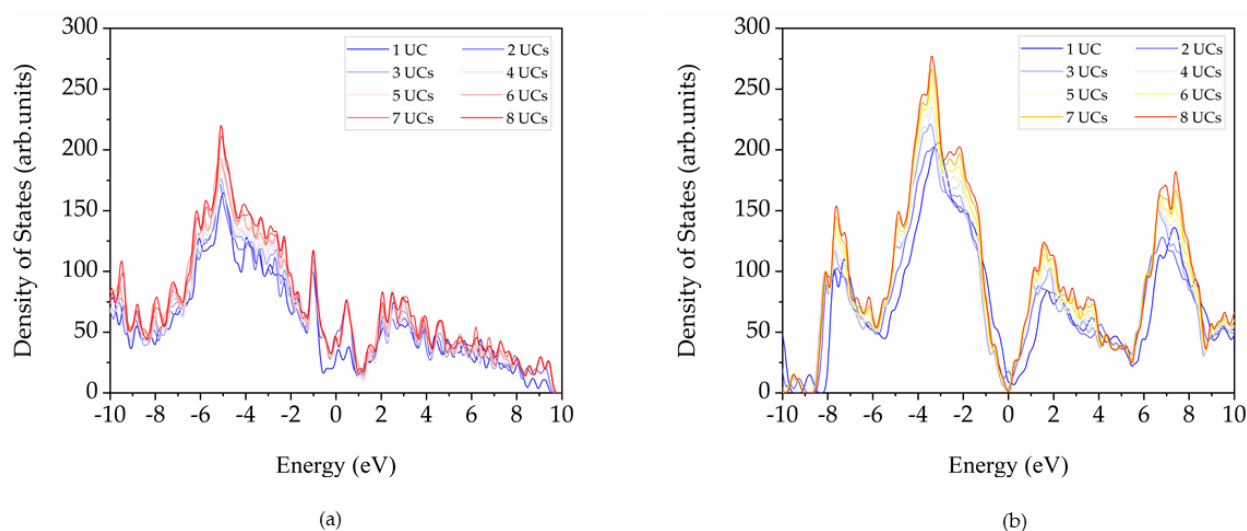 300
250
200
150
100
50
0
Density of States (arb.units)
1 UC 2 UCs
3 UCs 4 UCs
5 UCs 6 UCs
7 UCs 8 UCs
-10 -8 -6 -4 -2 0 2 4 6 8 10
Energy (eV)
(a)
300
250
200
150
100
50
0
Density of States (arb.units)
1 UC 2 UCs
3 UCs 4 UCs
5 UCs 6 UCs
7 UCs 8 UCs
-10 -8 -6 -4 -2 0 2 4 6 8 10
Energy (eV)
(b)